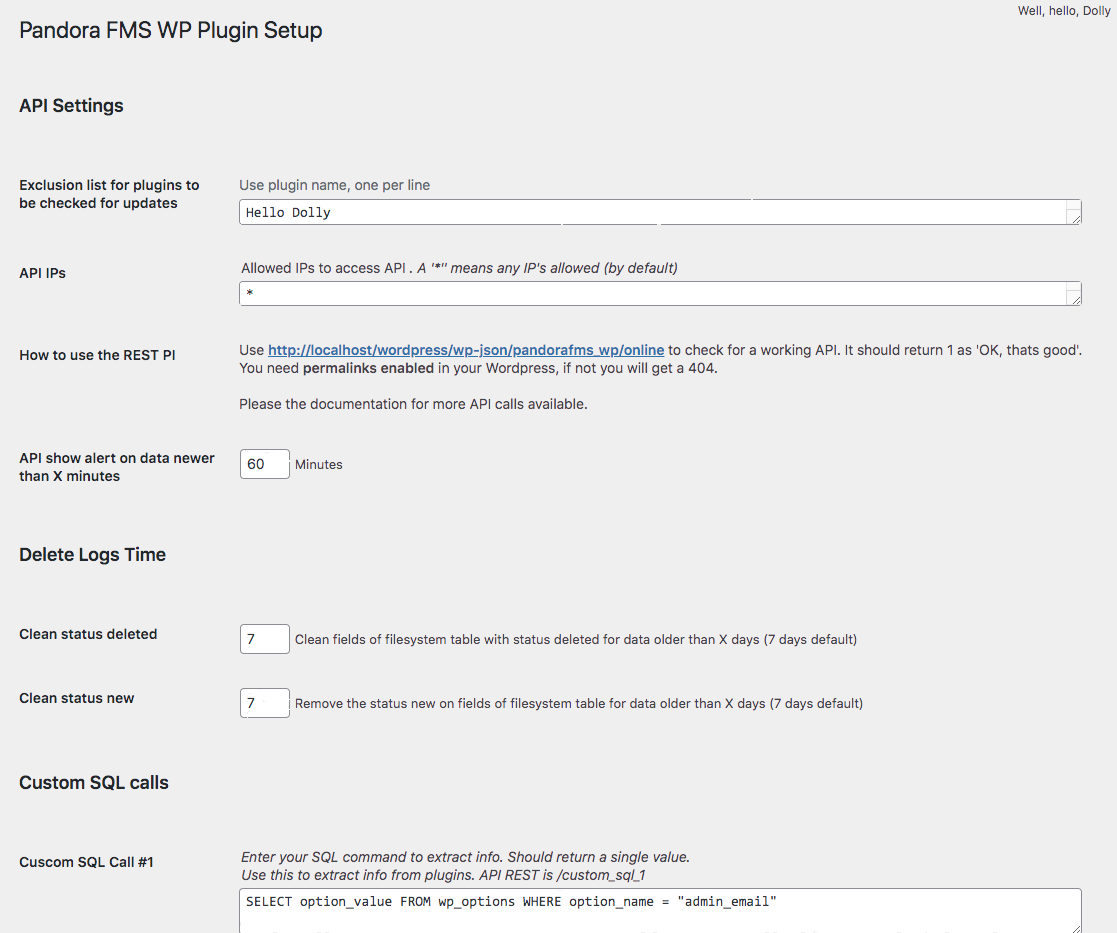 Well, hello, Dolly
Pandora FMS WP Plugin Setup
API Settings
Exclusion list for plugins to
be checked for updates
Use plugin name, one per line
Hello Dolly
API IPs
Allowed IPs to access API . A '*'' means any IP's allowed (by default)
*
How to use the REST PI
Use http://localhost/wordpress/wp-json/pandorafms_wp/online to check for a working API. It should return 1 as 'OK, thats good'.
You need permalinks enabled in your Wordpress, if not you will get a 404.
Please the documentation for more API calls available.
API show alert on data newer
than X minutes
60 Minutes
Delete Logs Time
Clean status deleted
7 Clean fields of filesystem table with status deleted for data older than X days (7 days default)
Clean status new
7 Remove the status new on fields of filesystem table for data older than X days (7 days default)
Custom SQL calls
Cuscom SQL Call #1
Enter your SQL command to extract info. Should return a single value.
Use this to extract info from plugins. API REST is /custom_sql_1
SELECT option_value FROM wp_options WHERE option_name = "admin_email"